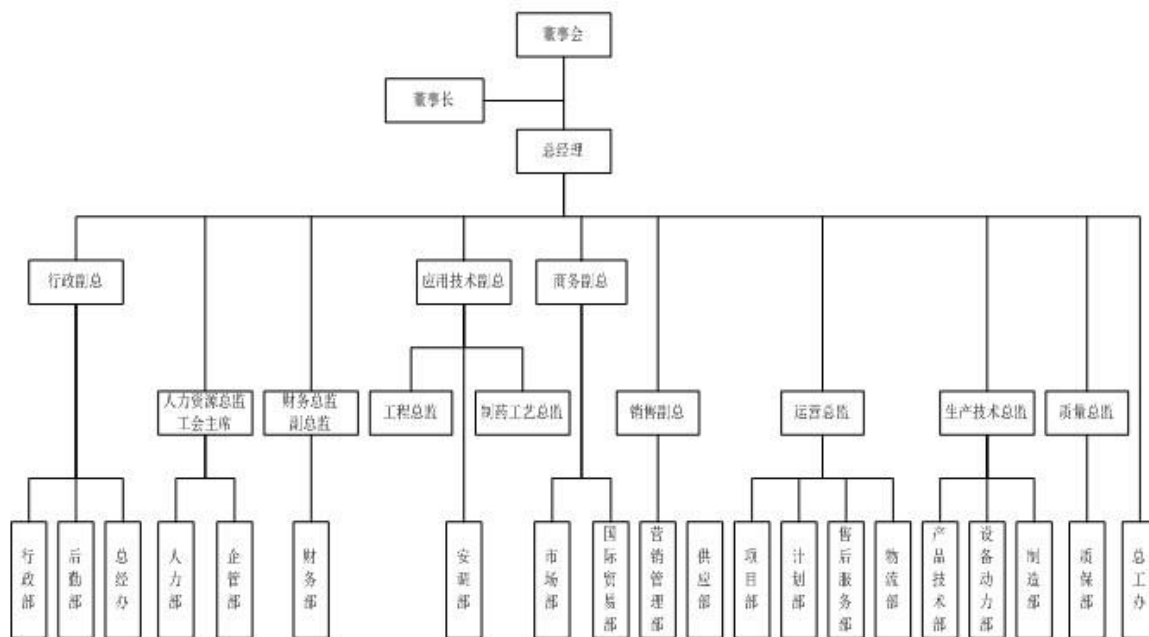 董事会
董事长
总经理
行政副总
应用技术副总
商务副总
人力资源总监
工会主席
财务总监
副总监
工程总监
制药工艺总监
销售副总
运营总监
生产技术总监
质量总监
行政部
后勤部
总经办
人力部
企管部
财务部
安调部
市场部
国际贸易部
营销管理部
供应部
项目部
计划部
售后服务部
物流部
产品技术部
设备动力部
制造部
质保部
总工办